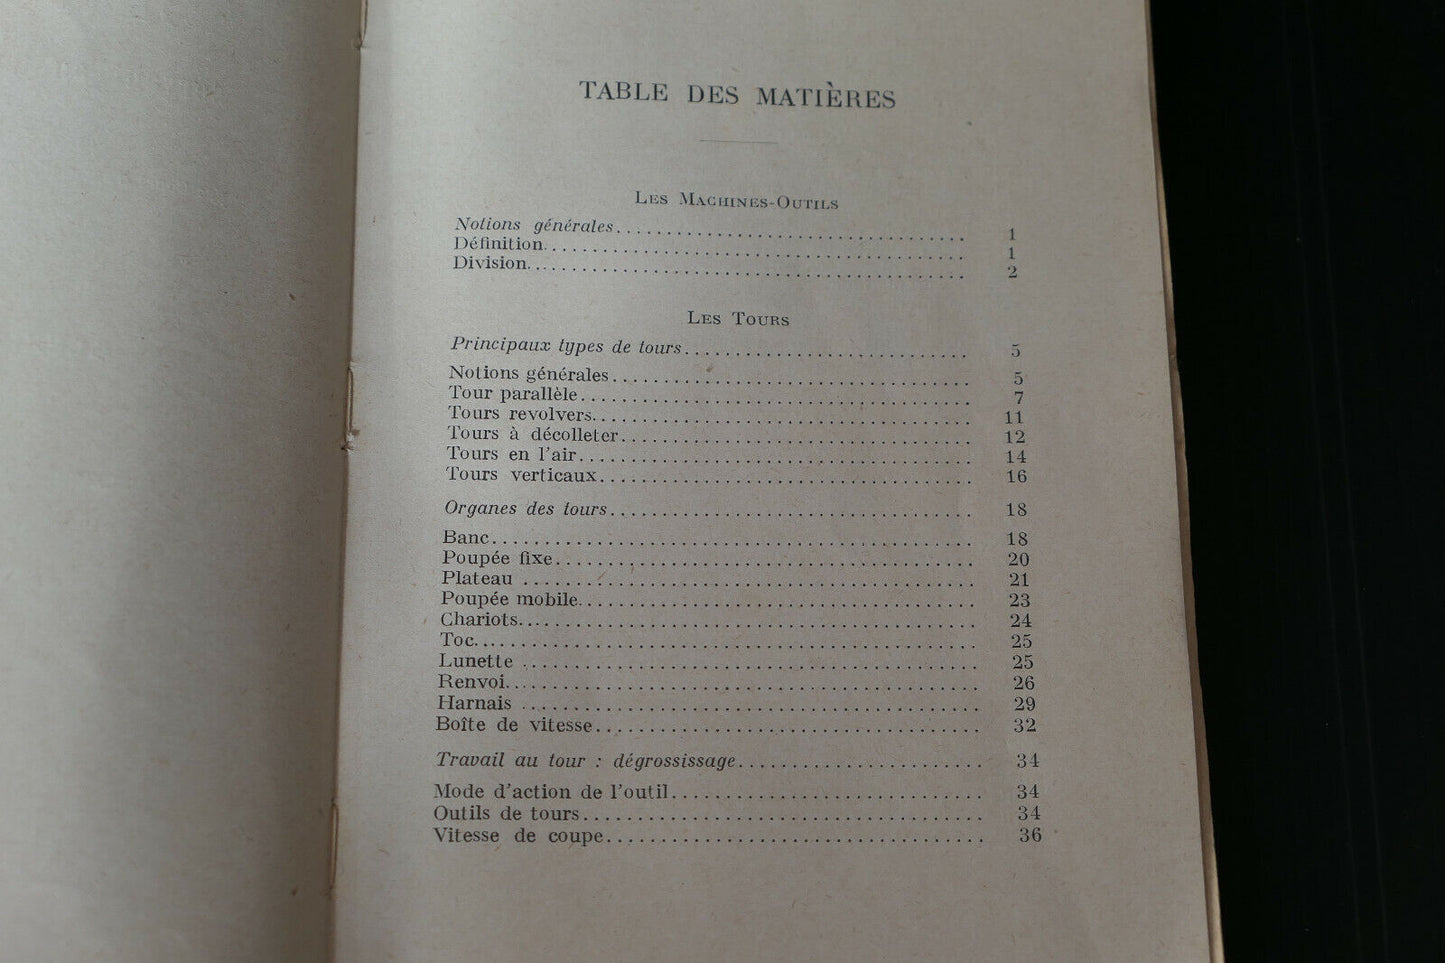 TABLE DES MATIÈRES
LES MACHINES-OUTILS
Notions générales 1
Définition 1
Division 2
LES TOURS
Principaux types de tours 5
Notions générales 5
Tour parallèle 7
Tours revolvers 11
Tours à décolleter 12
Tours en l'air 14
Tours verticaux 16
Organes des tours 18
Banc 18
Poupée fixe 20
Plateau 21
Poupée mobile 23
Chariots 24
Toc 25
Lunette 25
Renvoi 26
Harnais 29
Boîte de vitesse 32
Travail au tour : dégrossissage 34
Mode d'action de l'outil 34
Outils de tours 34
Vitesse de coupe 36